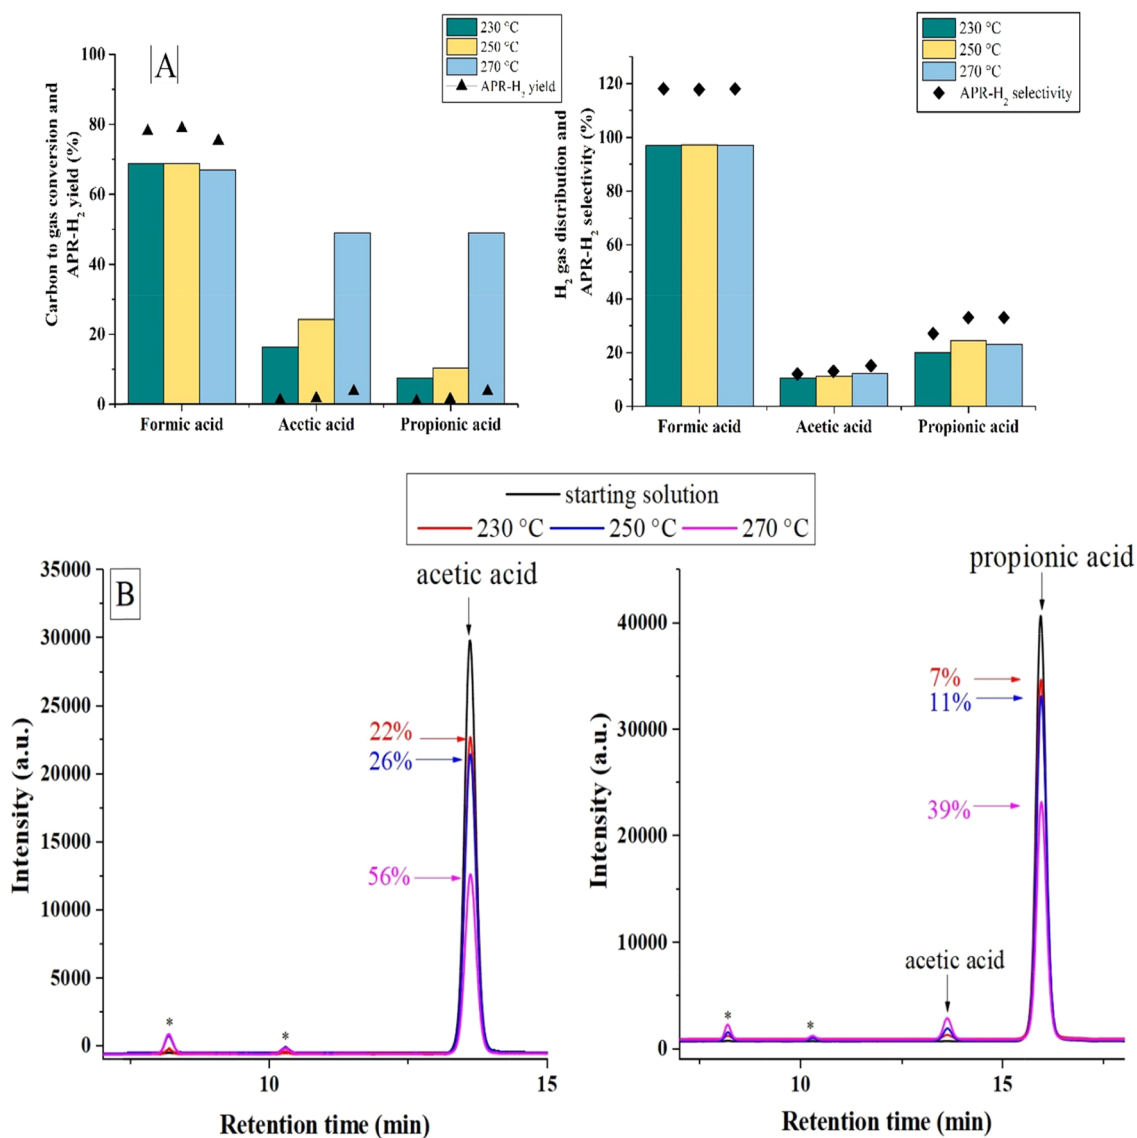 230 °C
250 °C
270 °C
APR-H₂ yield
A
Carbon to gas conversion and
APR-H₂ yield (%)
100
80
60
40
20
0
Formic acid
Acetic acid
Propionic acid
230 °C
250 °C
270 °C
APR-H₂ selectivity
H₂ gas distribution and
APR-H₂ selectivity (%)
120
100
80
60
40
20
0
Formic acid
Acetic acid
Propionic acid
starting solution
230 °C 250 °C 270 °C
B
Intensity (a.u.)
35000
30000
25000
20000
15000
10000
5000
0
acetic acid
22%
26%
56%
*
*
10
15
Retention time (min)
propionic acid
Intensity (a.u.)
40000
30000
20000
10000
0
7%
11%
39%
acetic acid
*
*
10
15
Retention time (min)